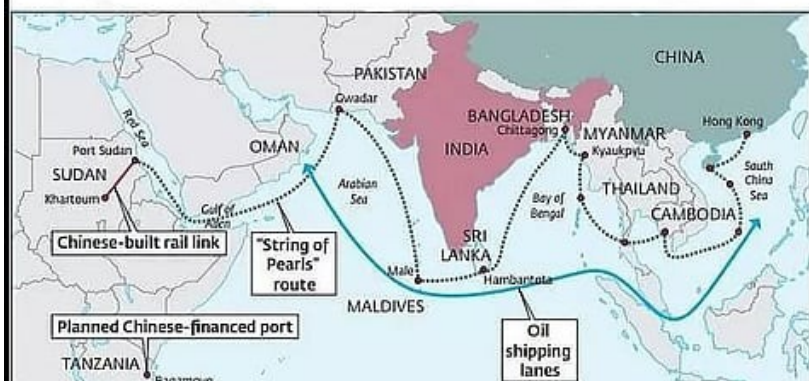 CHINA
PAKISTAN
Gwadar
BANGLADESH
Chittagong
Hong Kong
MYANMAR
Kyaukpyu
INDIA
Red Sea
Port Sudan
OMAN
SUDAN
Khartoum
Arabian
Sea
Bay of
Bengal
THAILAND
South
China
Sea
CAMBODIA
Gulf of
Aden
Chinese-built rail link
"String of
Pearls"
route
SRI
LANKA
Male
Hambantota
MALDIVES
Planned Chinese-financed port
Oil
shipping
lanes
TANZANIA